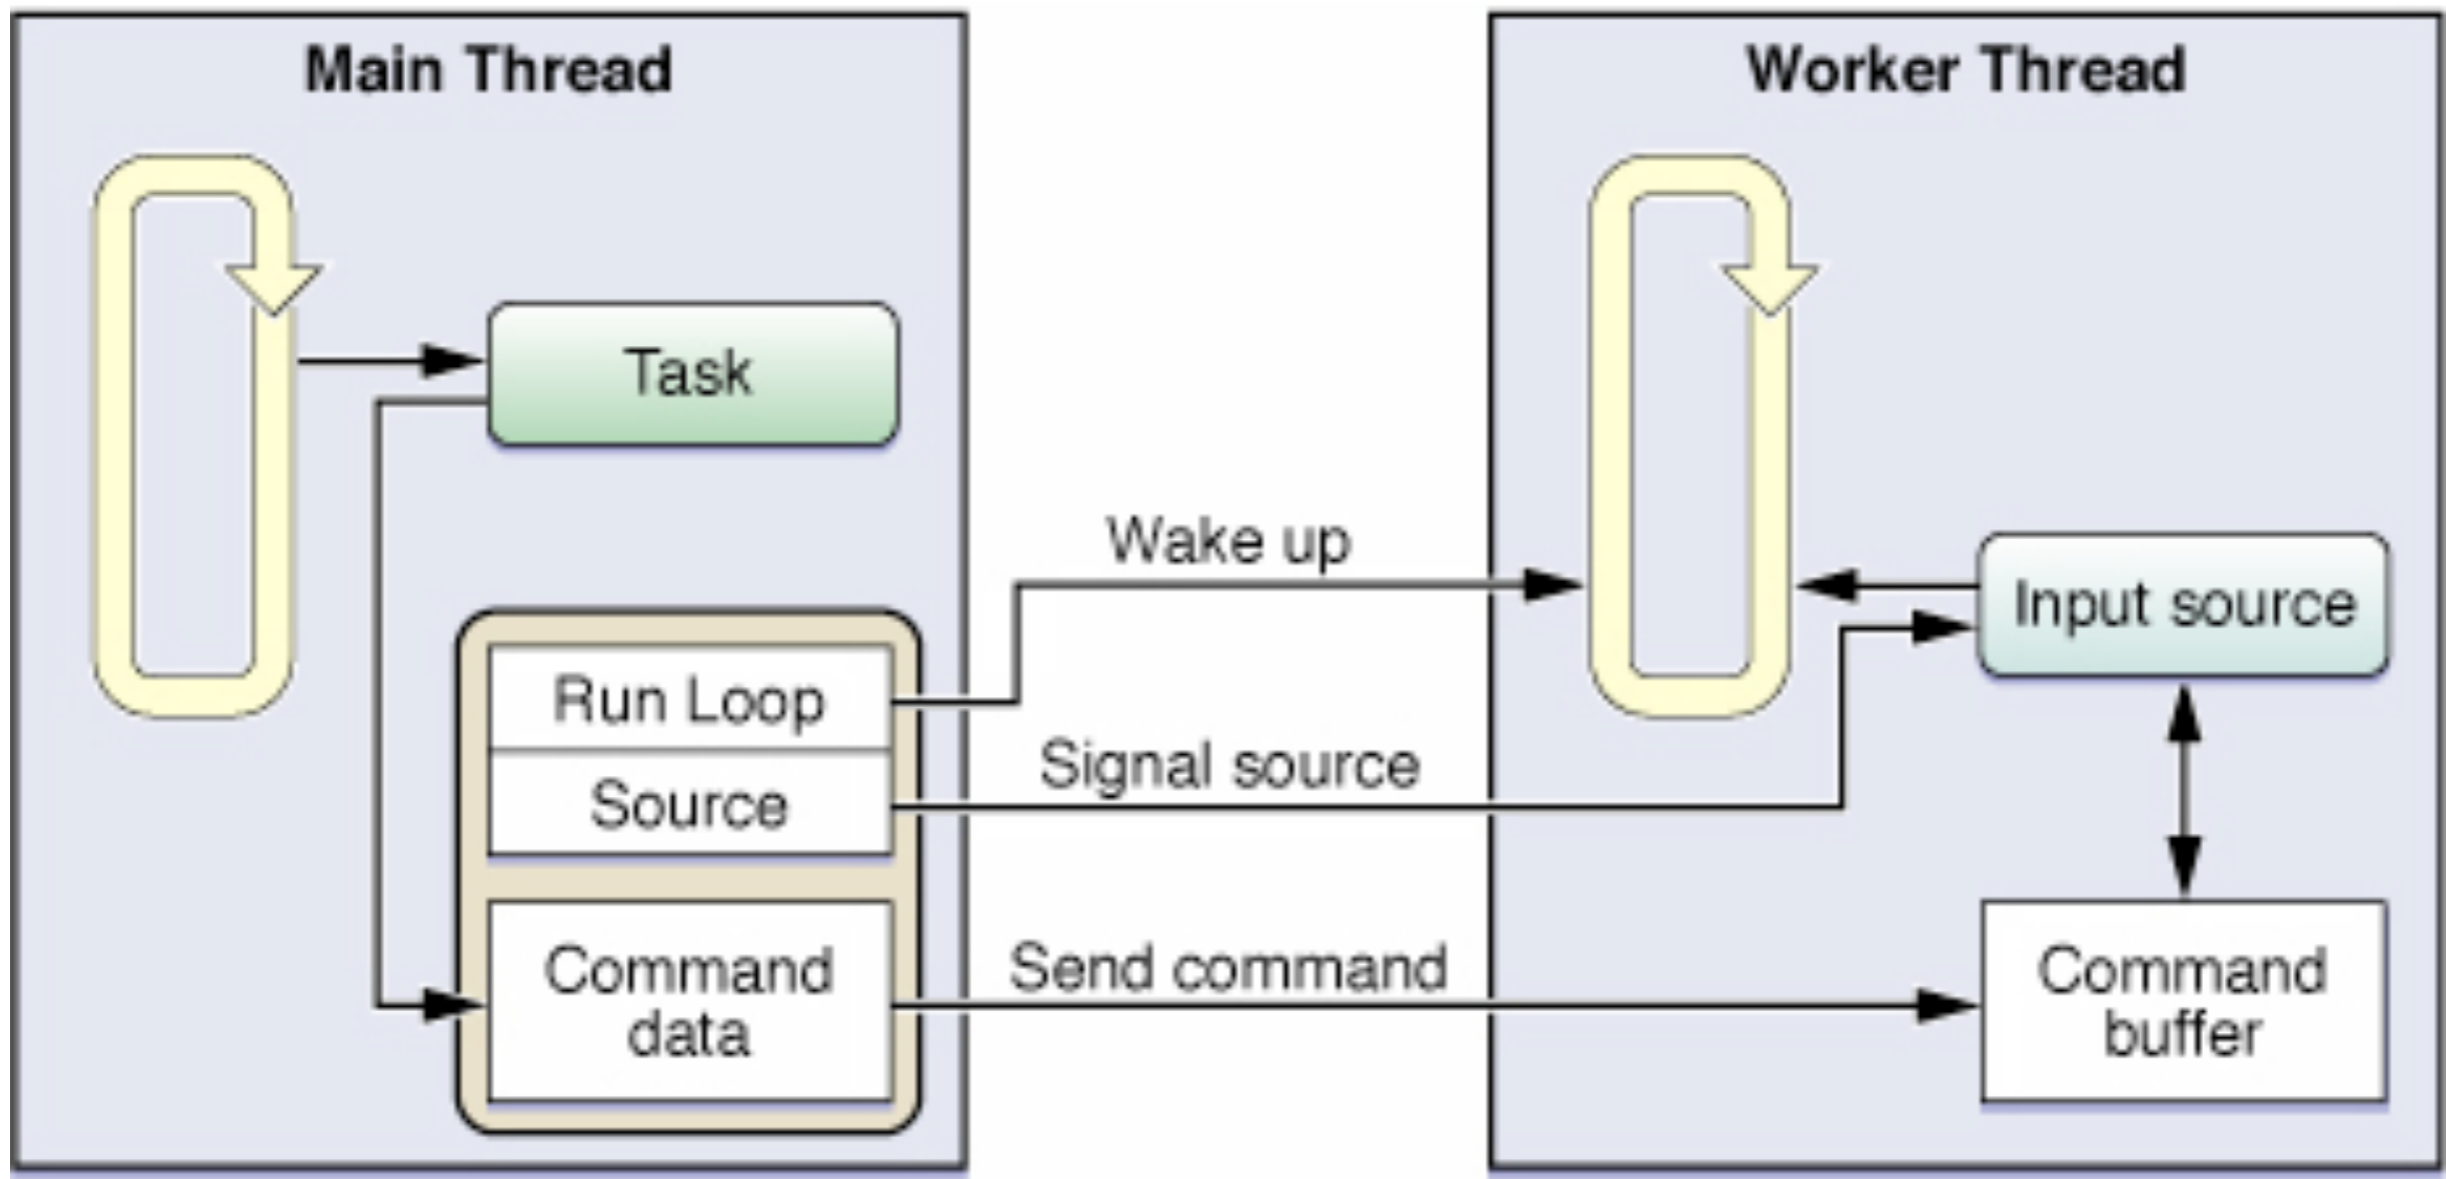 Main Thread
Worker Thread
Task
Wake up
Input source
Run Loop
Signal source
Source
Command
data
Send command
Command
buffer